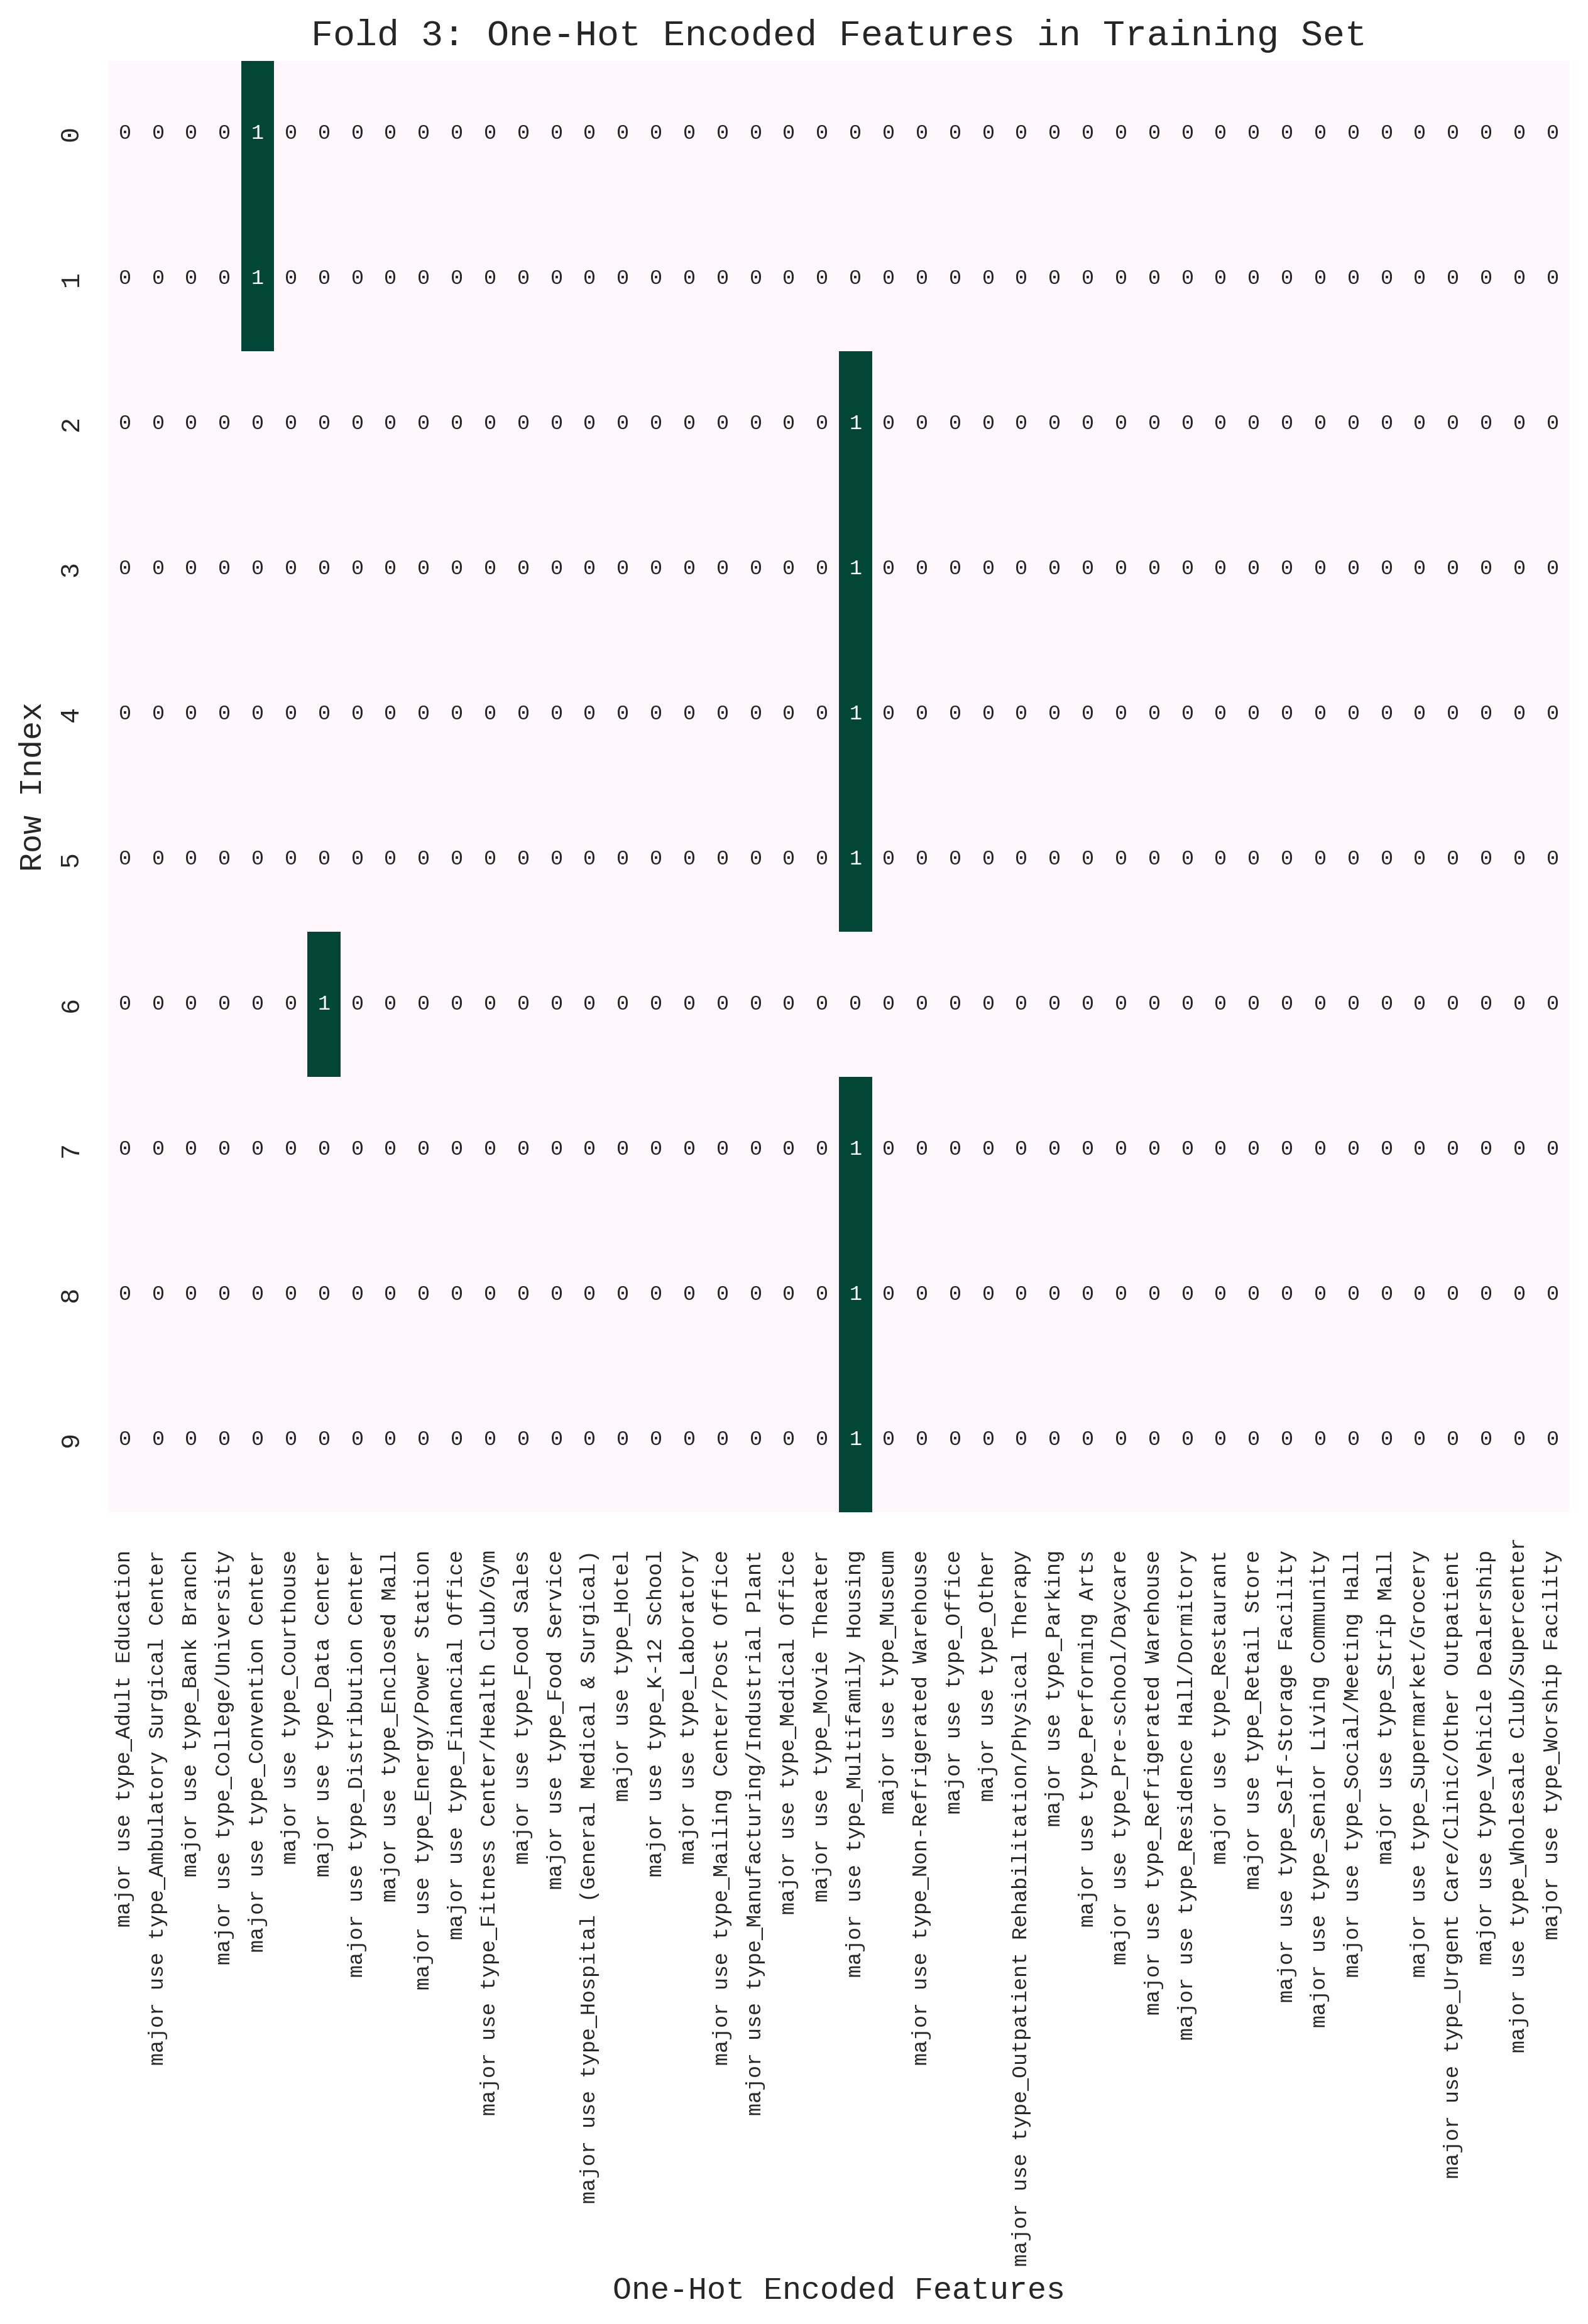 Fold 3: One-Hot Encoded Features in Training Set
Row Index
0 0 0 0 0 1 0 0 0 0 0 0 0 0 0 0 0 0 0 0 0 0 0 0 0 0 0 0 0 0 0 0 0 0 0 0 0 0 0 0 0 0 0 0 0
1 0 0 0 0 1 0 0 0 0 0 0 0 0 0 0 0 0 0 0 0 0 0 0 0 0 0 0 0 0 0 0 0 0 0 0 0 0 0 0 0 0 0 0 0
2 0 0 0 0 0 0 0 0 0 0 0 0 0 0 0 0 0 0 0 0 0 0 1 0 0 0 0 0 0 0 0 0 0 0 0 0 0 0 0 0 0 0 0 0
3 0 0 0 0 0 0 0 0 0 0 0 0 0 0 0 0 0 0 0 0 0 0 1 0 0 0 0 0 0 0 0 0 0 0 0 0 0 0 0 0 0 0 0 0
4 0 0 0 0 0 0 0 0 0 0 0 0 0 0 0 0 0 0 0 0 0 0 1 0 0 0 0 0 0 0 0 0 0 0 0 0 0 0 0 0 0 0 0 0
5 0 0 0 0 0 0 0 0 0 0 0 0 0 0 0 0 0 0 0 0 0 0 1 0 0 0 0 0 0 0 0 0 0 0 0 0 0 0 0 0 0 0 0 0
6 0 0 0 0 0 0 1 0 0 0 0 0 0 0 0 0 0 0 0 0 0 0 0 0 0 0 0 0 0 0 0 0 0 0 0 0 0 0 0 0 0 0 0 0
7 0 0 0 0 0 0 0 0 0 0 0 0 0 0 0 0 0 0 0 0 0 0 1 0 0 0 0 0 0 0 0 0 0 0 0 0 0 0 0 0 0 0 0 0
8 0 0 0 0 0 0 0 0 0 0 0 0 0 0 0 0 0 0 0 0 0 0 1 0 0 0 0 0 0 0 0 0 0 0 0 0 0 0 0 0 0 0 0 0
9 0 0 0 0 0 0 0 0 0 0 0 0 0 0 0 0 0 0 0 0 0 0 1 0 0 0 0 0 0 0 0 0 0 0 0 0 0 0 0 0 0 0 0 0
major use type_Adult Education
major use type_Ambulatory Surgical Center
major use type_Bank Branch
major use type_College/University
major use type_Convention Center
major use type_Courthouse
major use type_Data Center
major use type_Distribution Center
major use type_Enclosed Mall
major use type_Energy/Power Station
major use type_Financial Office
major use type_Fitness Center/Health Club/Gym
major use type_Food Sales
major use type_Food Service
major use type_Hospital (General Medical & Surgical)
major use type_Hotel
major use type_K-12 School
major use type_Laboratory
major use type_Mailing Center/Post Office
major use type_Manufacturing/Industrial Plant
major use type_Medical Office
major use type_Movie Theater
major use type_Multifamily Housing
major use type_Museum
major use type_Non-Refrigerated Warehouse
major use type_Office
major use type_Other
major use type_Outpatient Rehabilitation/Physical Therapy
major use type_Parking
major use type_Performing Arts
major use type_Pre-school/Daycare
major use type_Refrigerated Warehouse
major use type_Residence Hall/Dormitory
major use type_Restaurant
major use type_Retail Store
major use type_Self-Storage Facility
major use type_Senior Living Community
major use type_Social/Meeting Hall
major use type_Strip Mall
major use type_Supermarket/Grocery
major use type_Urgent Care/Clinic/Other Outpatient
major use type_Vehicle Dealership
major use type_Wholesale Club/Supercenter
major use type_Worship Facility
One-Hot Encoded Features